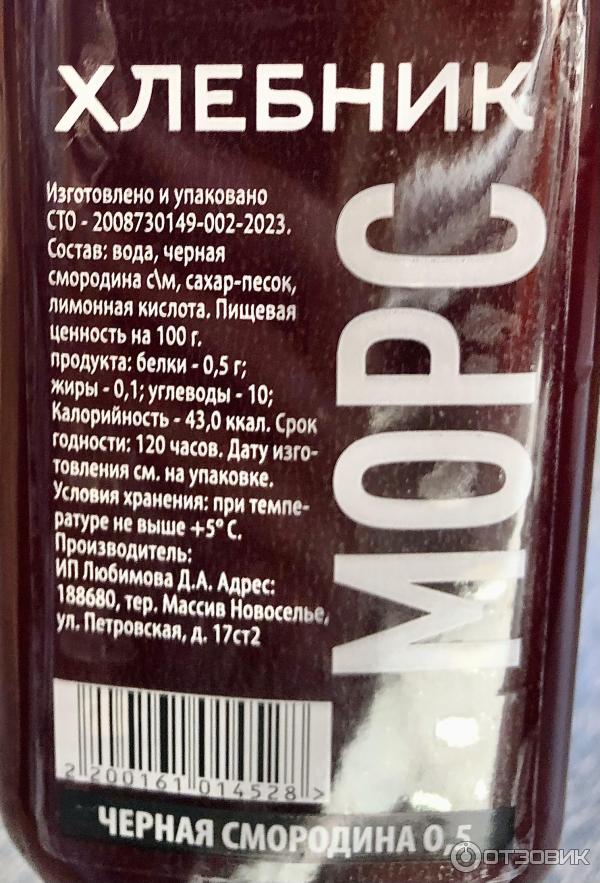 ХЛЕБНИК
Изготовлено и упаковано
СТО - 2008730149-002-2023.
Состав: вода, черная
смородина с\м, сахар-песок,
лимонная кислота. Пищевая
ценность на 100 г.
продукта: белки - 0,5 г;
жиры - 0,1; углеводы - 10;
Калорийность - 43,0 ккал. Срок
годности: 120 часов. Дату изго-
товления см. на упаковке.
Условия хранения: при темпе-
ратуре не выше +5° С.
Производитель:
ИП Любимова Д.А. Адрес:
188680, тер. Массив Новоселье,
ул. Петровская, д. 17ст2
МОРС
2 200161 014528 >
ЧЕРНАЯ СМОРОДИНА 0,5
ОТЗОВИК